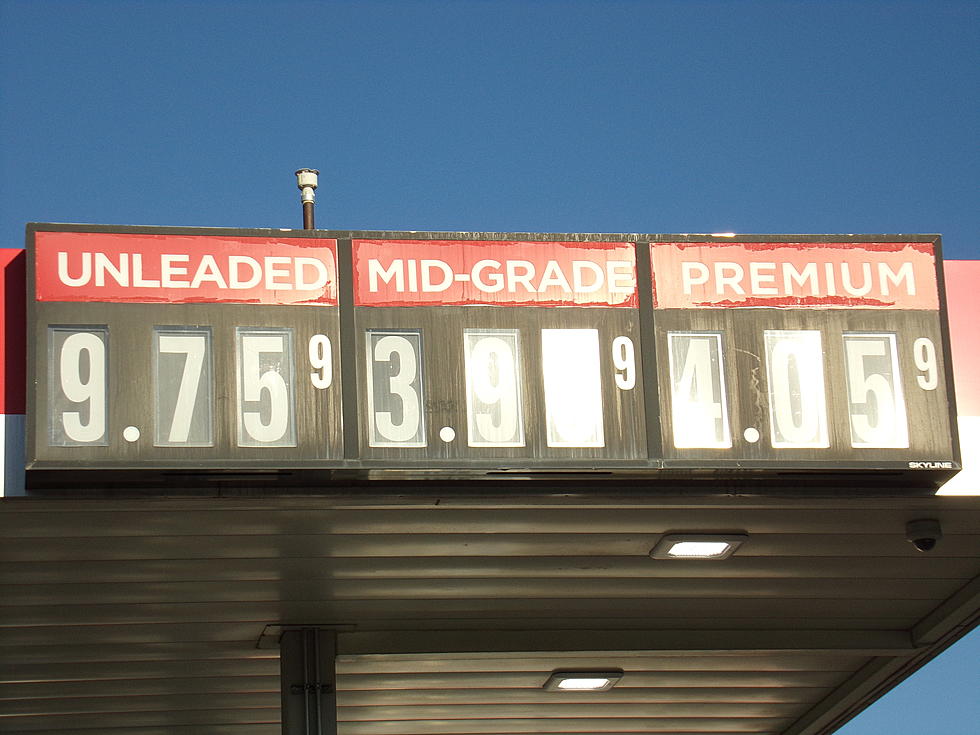 UNLEADED MID-GRADE PREMIUM
9.75 9 3.9 9 4.05 9
SKYLINE